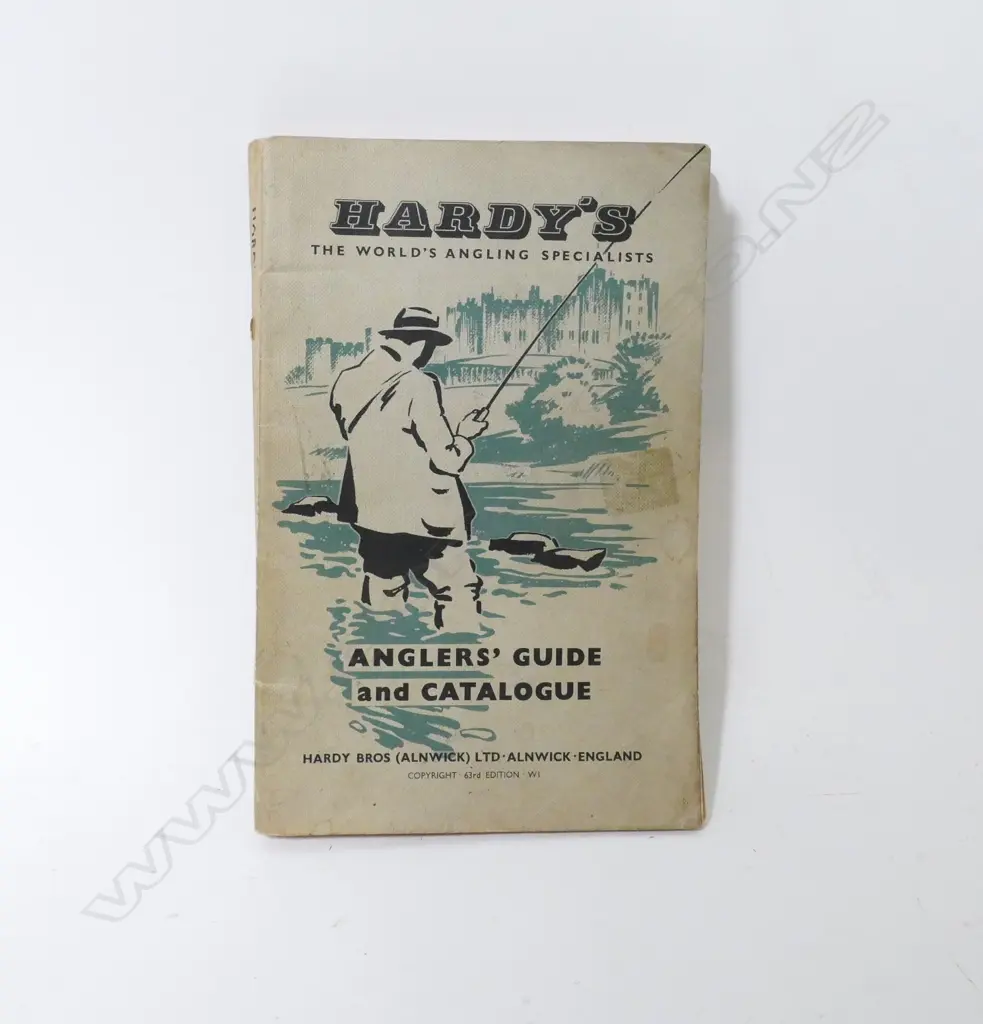 HARDY'S
THE WORLD'S ANGLING SPECIALISTS
ANGLERS' GUIDE
and CATALOGUE
HARDY BROS (ALNWICK) LTD · ALNWICK · ENGLAND
COPYRIGHT · 63rd EDITION · W1